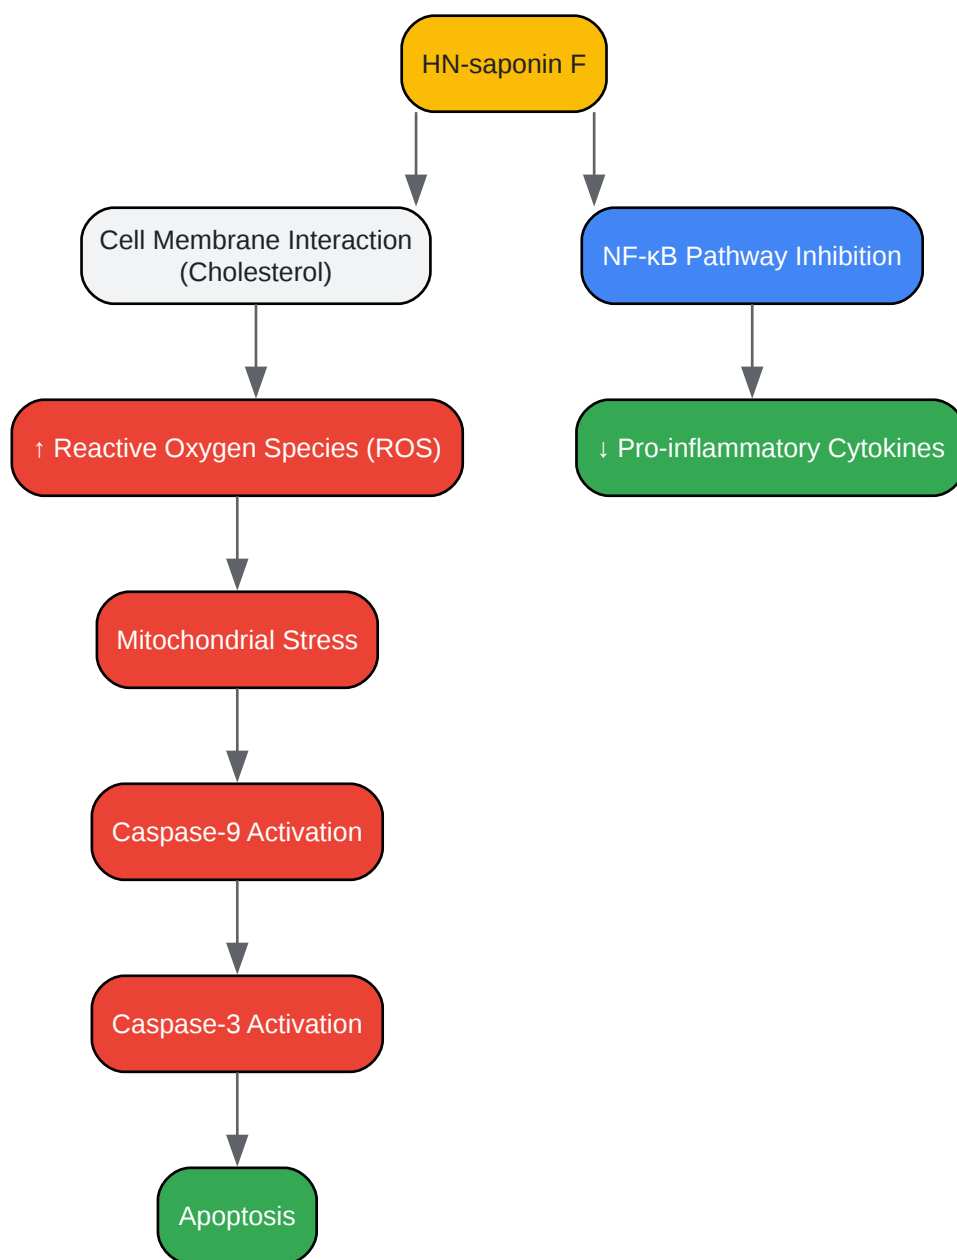 HN-saponin F
Cell Membrane Interaction
(Cholesterol)
NF-κB Pathway Inhibition
↑ Reactive Oxygen Species (ROS)
↓ Pro-inflammatory Cytokines
Mitochondrial Stress
Caspase-9 Activation
Caspase-3 Activation
Apoptosis